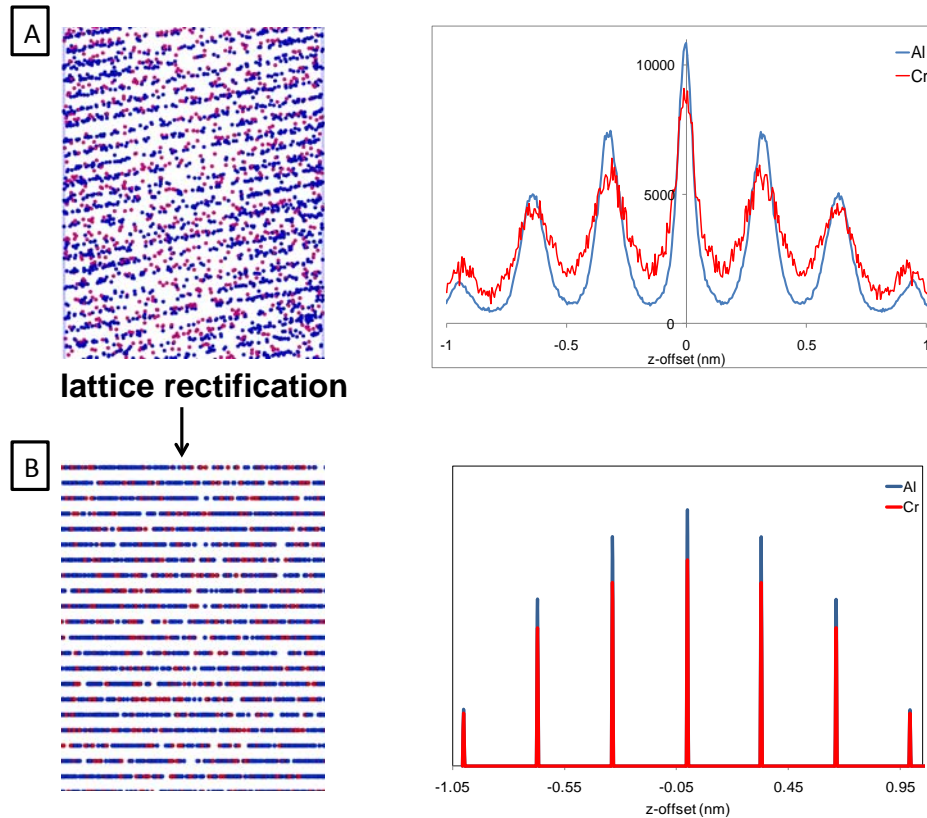 A
10000
5000
0
-1
-0.5
0
0.5
1
z-offset (nm)
Al
Cr
lattice rectification
B
Al
Cr
-1.05
-0.55
-0.05
0.45
0.95
z-offset (nm)